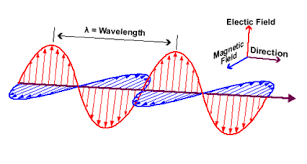 λ = Wavelength
Electic Field
Magnetic
Field
Direction